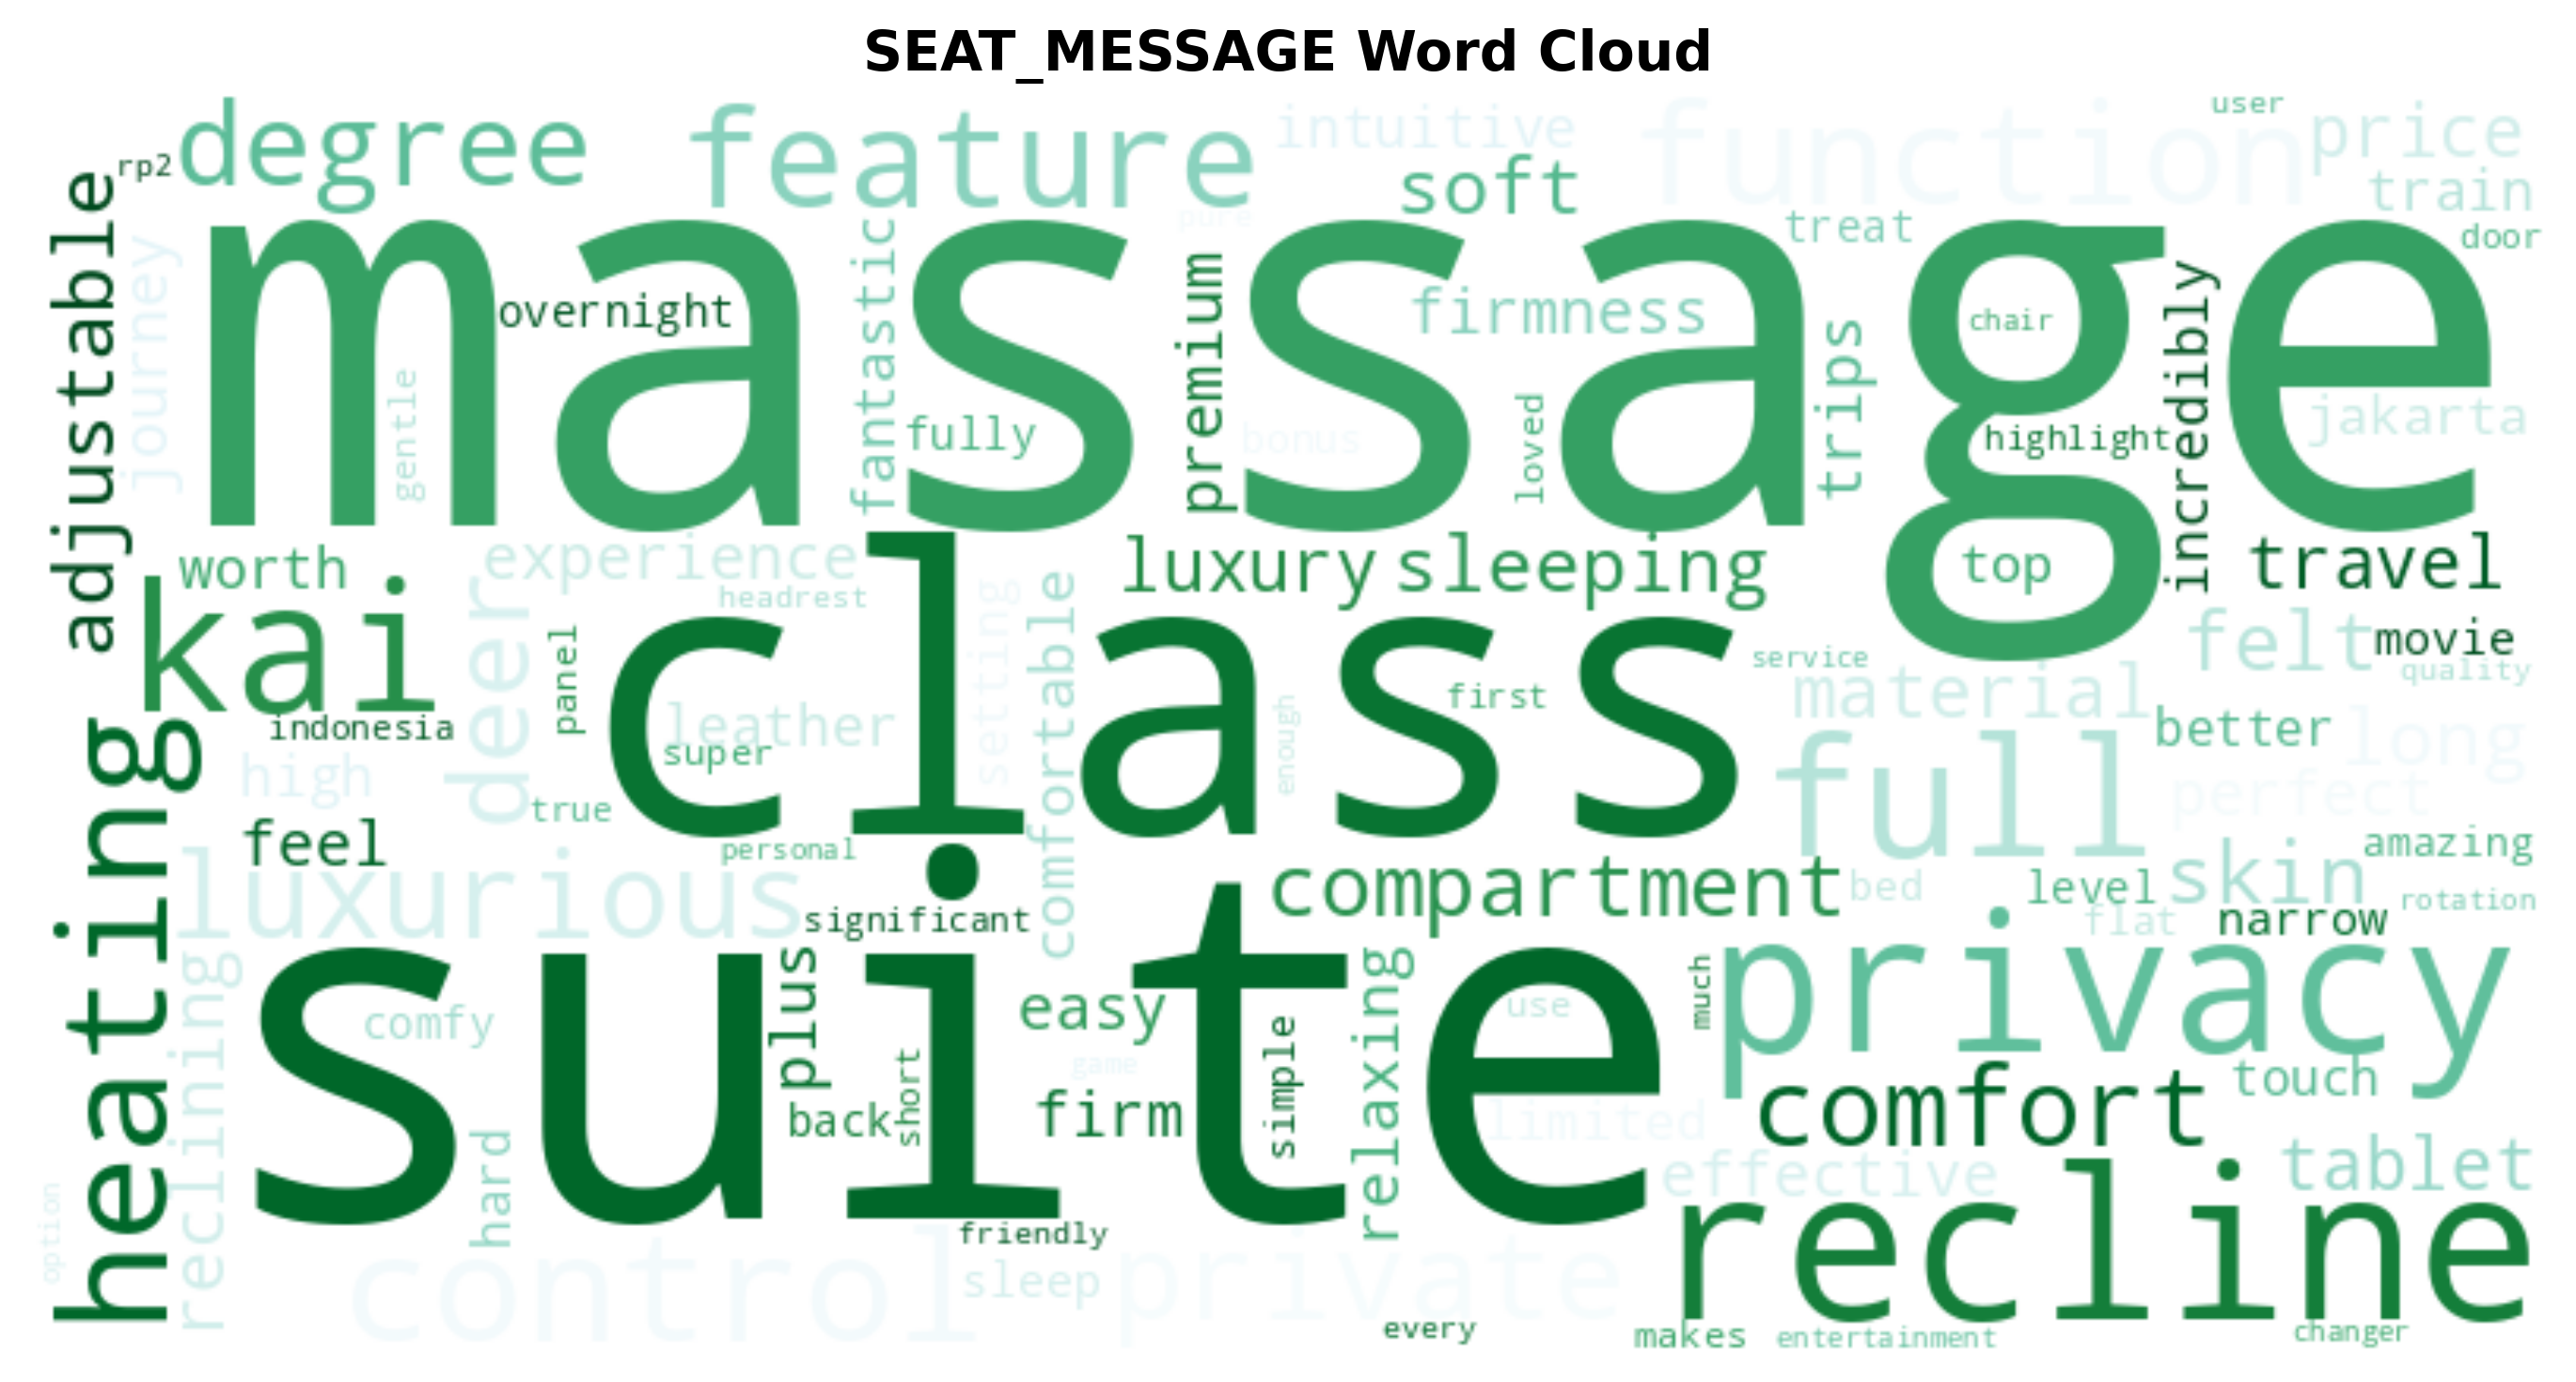 SEAT_MESSAGE Word Cloud
user
rp2
degree
feature
intuitive
function
price
train
soft
pure
treat
door
adjustable
journey
massage
overnight
gentle
fantastic
fully
premium
bonus
firmness
loved
trips
chair
highlight
incredibly
jakarta
worth
experience
headrest
luxury
sleeping
top
travel
kai
deer
panel
class
setting
comfortable
service
felt
movie
quality
material
first
indonesia
leather
super
enough
better
long
high
full
perfect
true
feel
personal
amazing
luxurious
significant
compartment
bed
level
skin
flat
narrow
rotation
heating
reclining
suite
comfy
plus
easy
relaxing
use
much
privacy
game
short
simple
back
firm
limited
comfort
touch
hard
effective
tablet
option
friendly
control
sleep
private
recline
every
makes
entertainment
changer